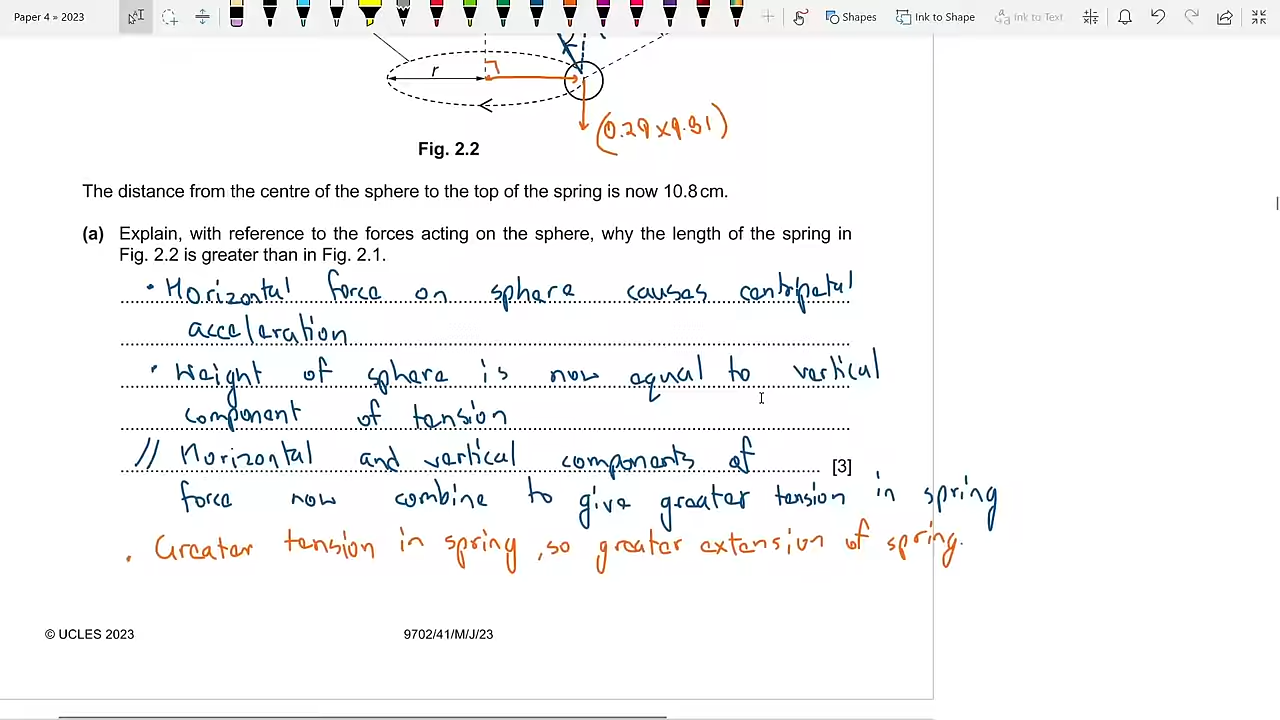 Paper 4 » 2023
Shapes
Ink to Shape
Ink to Text
r
(0.29 x 9.81)
Fig. 2.2
The distance from the centre of the sphere to the top of the spring is now 10.8 cm.
(a) Explain, with reference to the forces acting on the sphere, why the length of the spring in
Fig. 2.2 is greater than in Fig. 2.1.
• Horizontal force on sphere causes centripetal
acceleration
• Weight of sphere is now equal to vertical
component of tension
// Horizontal and vertical components of
[3]
force now combine to give greater tension in spring
• Greater tension in spring, so greater extension of spring.
© UCLES 2023
9702/41/M/J/23